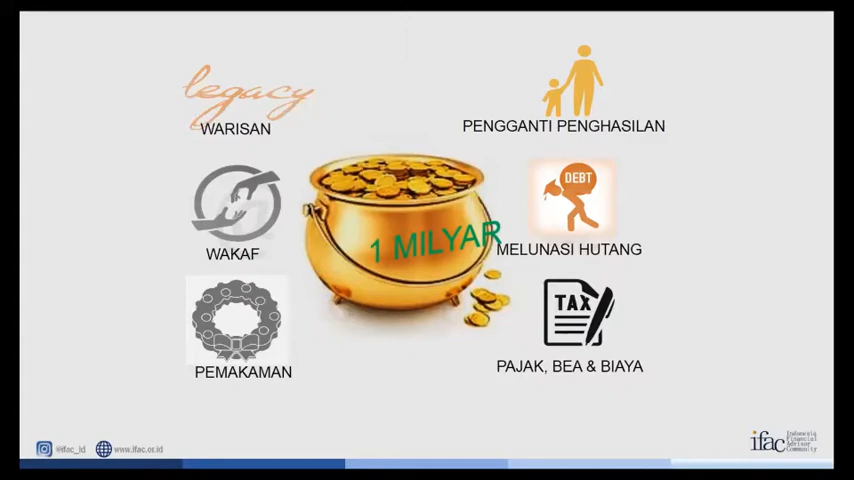 legacy
WARISAN
PENGGANTI PENGHASILAN
DEBT
WAKAF
1 MILYAR
MELUNASI HUTANG
TAX
PEMAKAMAN
PAJAK, BEA & BIAYA
@ifac_id
www.ifac.or.id
ifac
Indonesia
Financial
Advisor
Community